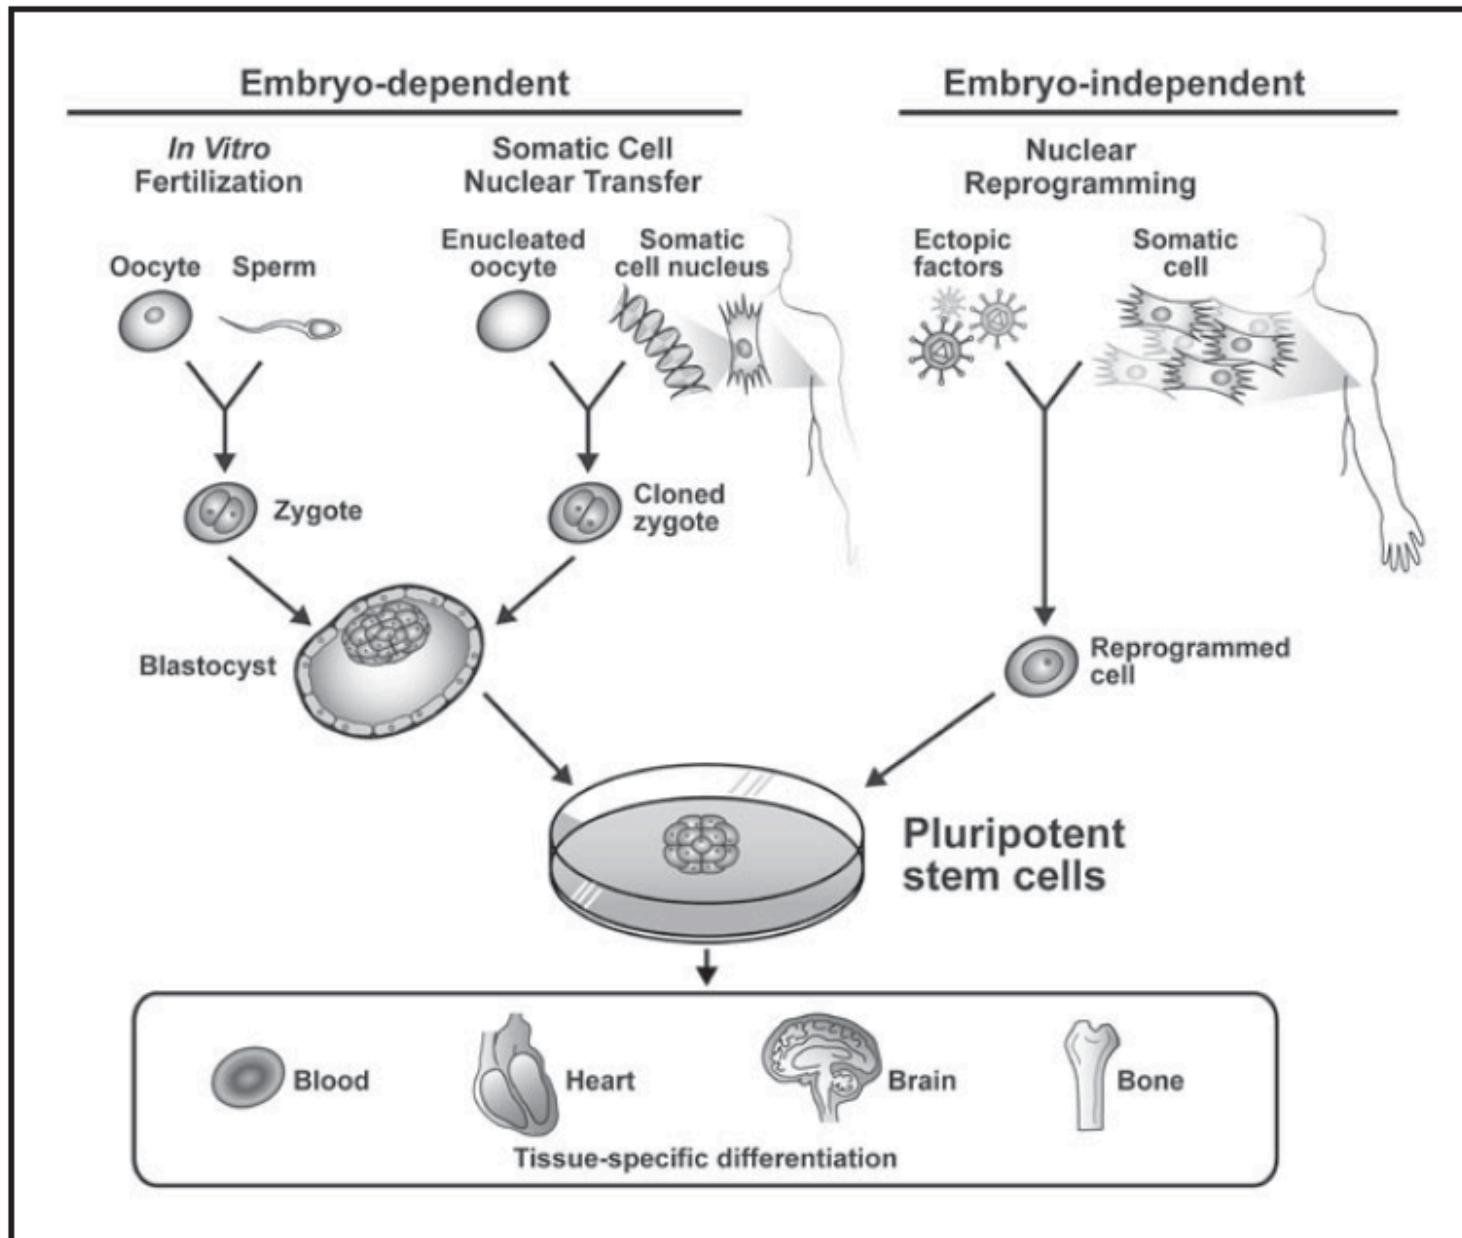 Embryo-dependent
Embryo-independent
In Vitro
Fertilization
Somatic Cell
Nuclear Transfer
Nuclear
Reprogramming
Oocyte
Sperm
Enucleated
oocyte
Somatic
cell nucleus
Ectopic
factors
Somatic
cell
Zygote
Cloned
zygote
Blastocyst
Reprogrammed
cell
Pluripotent
stem cells
Blood
Heart
Brain
Bone
Tissue-specific differentiation